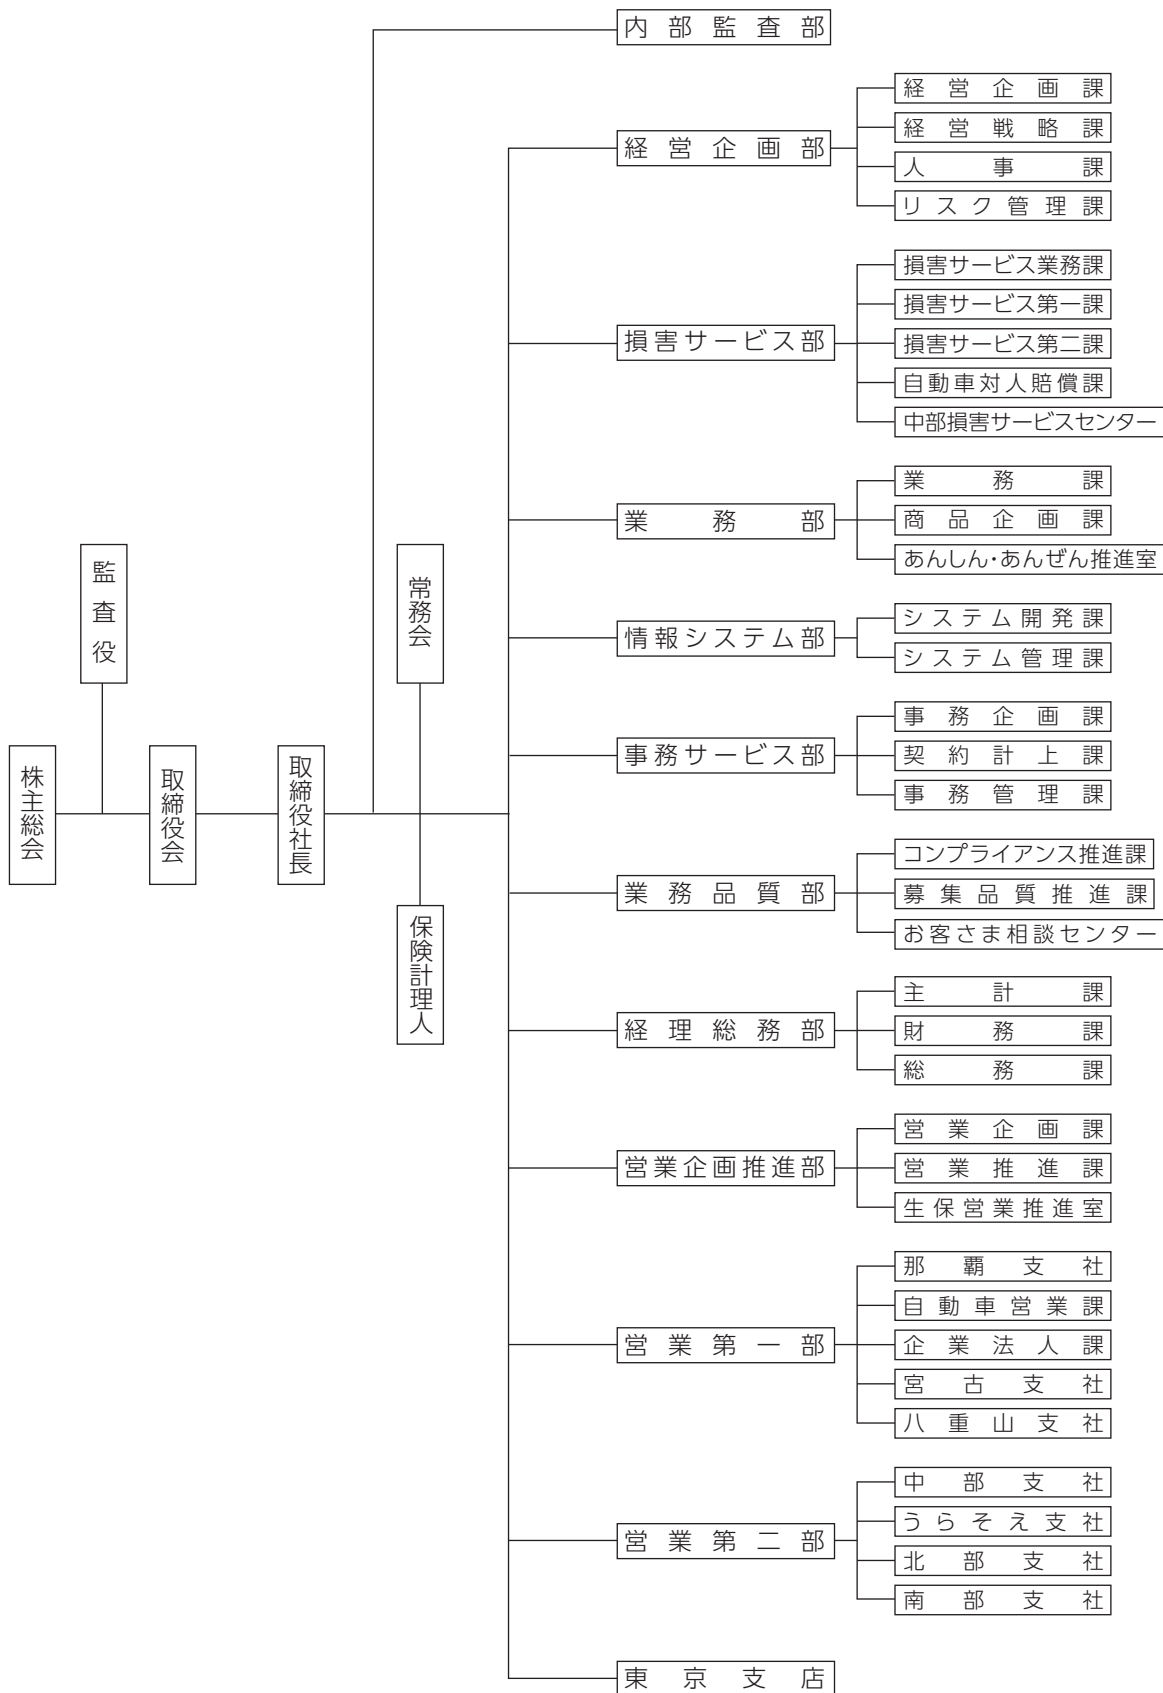 株主総会
監査役
取締役会
取締役社長
常務会
保険計理人
内部監査部
経営企画部
経営企画課
経営戦略課
人事課
リスク管理課
損害サービス部
損害サービス業務課
損害サービス第一課
損害サービス第二課
自動車対人賠償課
中部損害サービスセンター
業務部
業務課
商品企画課
あんしん・あんぜん推進室
情報システム部
システム開発課
システム管理課
事務サービス部
事務企画課
契約計上課
事務管理課
業務品質部
コンプライアンス推進課
募集品質推進課
お客さま相談センター
経理総務部
主計課
財務課
総務課
営業企画推進部
営業企画課
営業推進課
生保営業推進室
営業第一部
那覇支社
自動車営業課
企業法人課
宮古支社
八重山支社
営業第二部
中部支社
うらそえ支社
北部支社
南部支社
東京支店